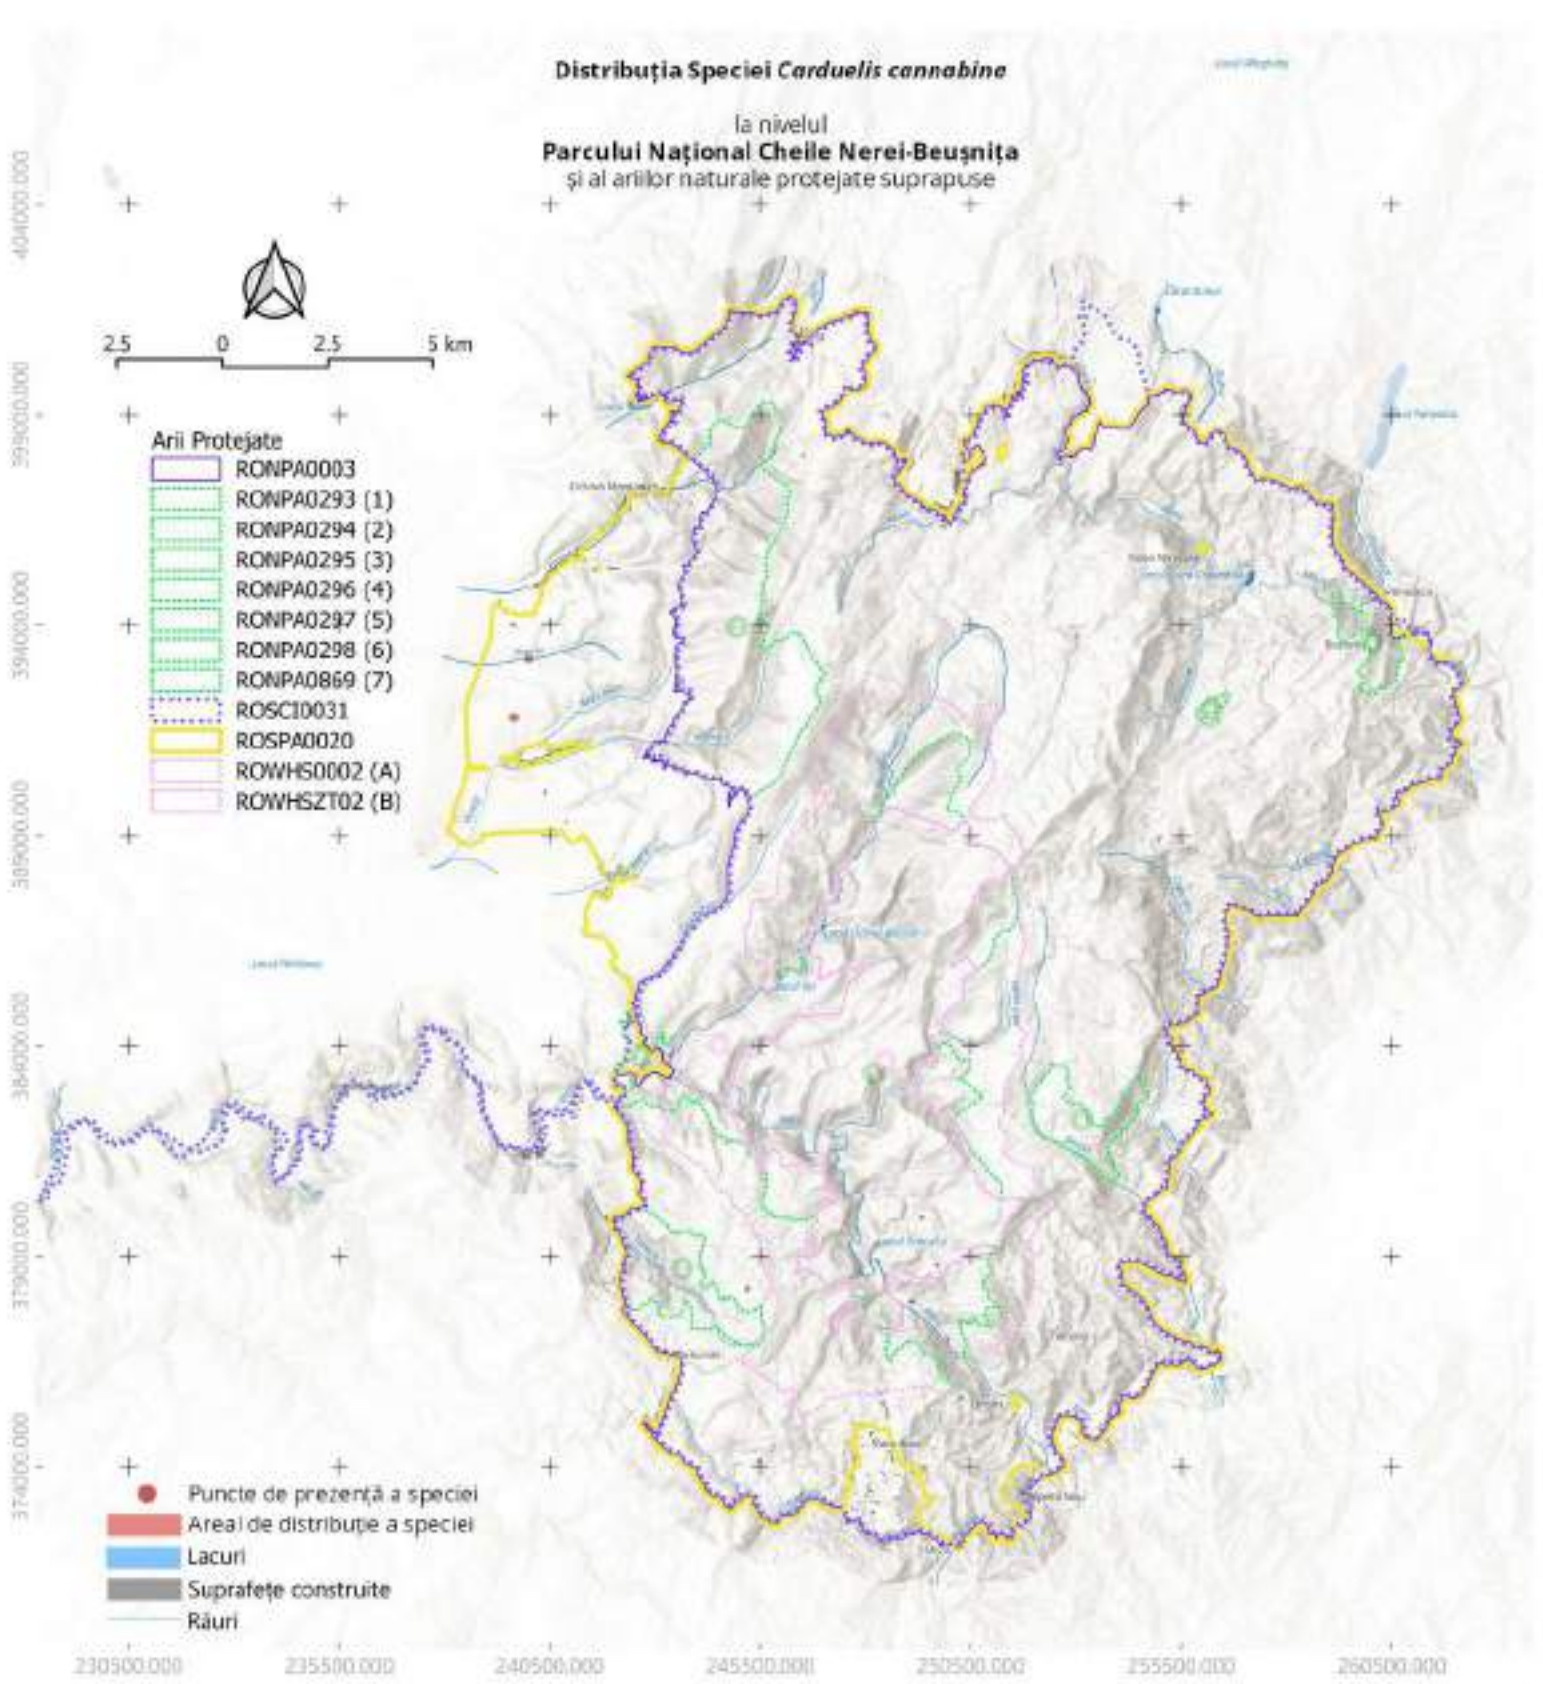 Distribuția Speciei Carduelis cannabina
la nivelul
Parcului Național Cheile Nerei-Beușnița
și al ariilor naturale protejate suprapuse
404000.000
399000.000
394000.000
389000.000
384000.000
379000.000
374000.000
2.5 0 2.5 5 km
Arii Protejate
RONPA0003
RONPA0293 (1)
RONPA0294 (2)
RONPA0295 (3)
RONPA0296 (4)
RONPA0297 (5)
RONPA0298 (6)
RONPA0869 (7)
ROSCI0031
ROSPA0020
ROWHS0002 (A)
ROWHSZT02 (B)
Puncte de prezență a speciei
Areal de distribuție a speciei
Lacuri
Suprafețe construite
Râuri
230500.000 235500.000 240500.000 245500.000 250500.000 255500.000 260500.000